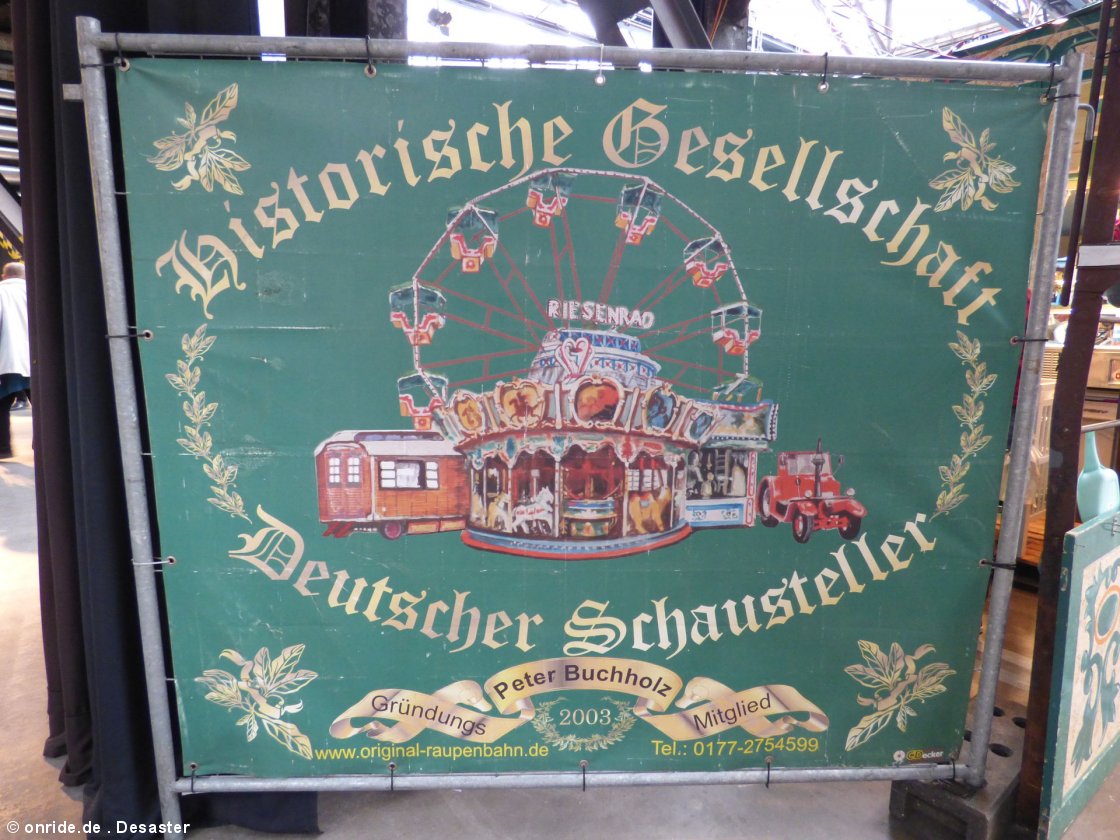 Historische Gesellschaft
RIESENRAD
Deutscher Schausteller
Peter Buchholz
Gründungs
2003
Mitglied
www.original-raupenbahn.de
Tel.: 0177-2754599
GBecker
© onride.de . Desaster